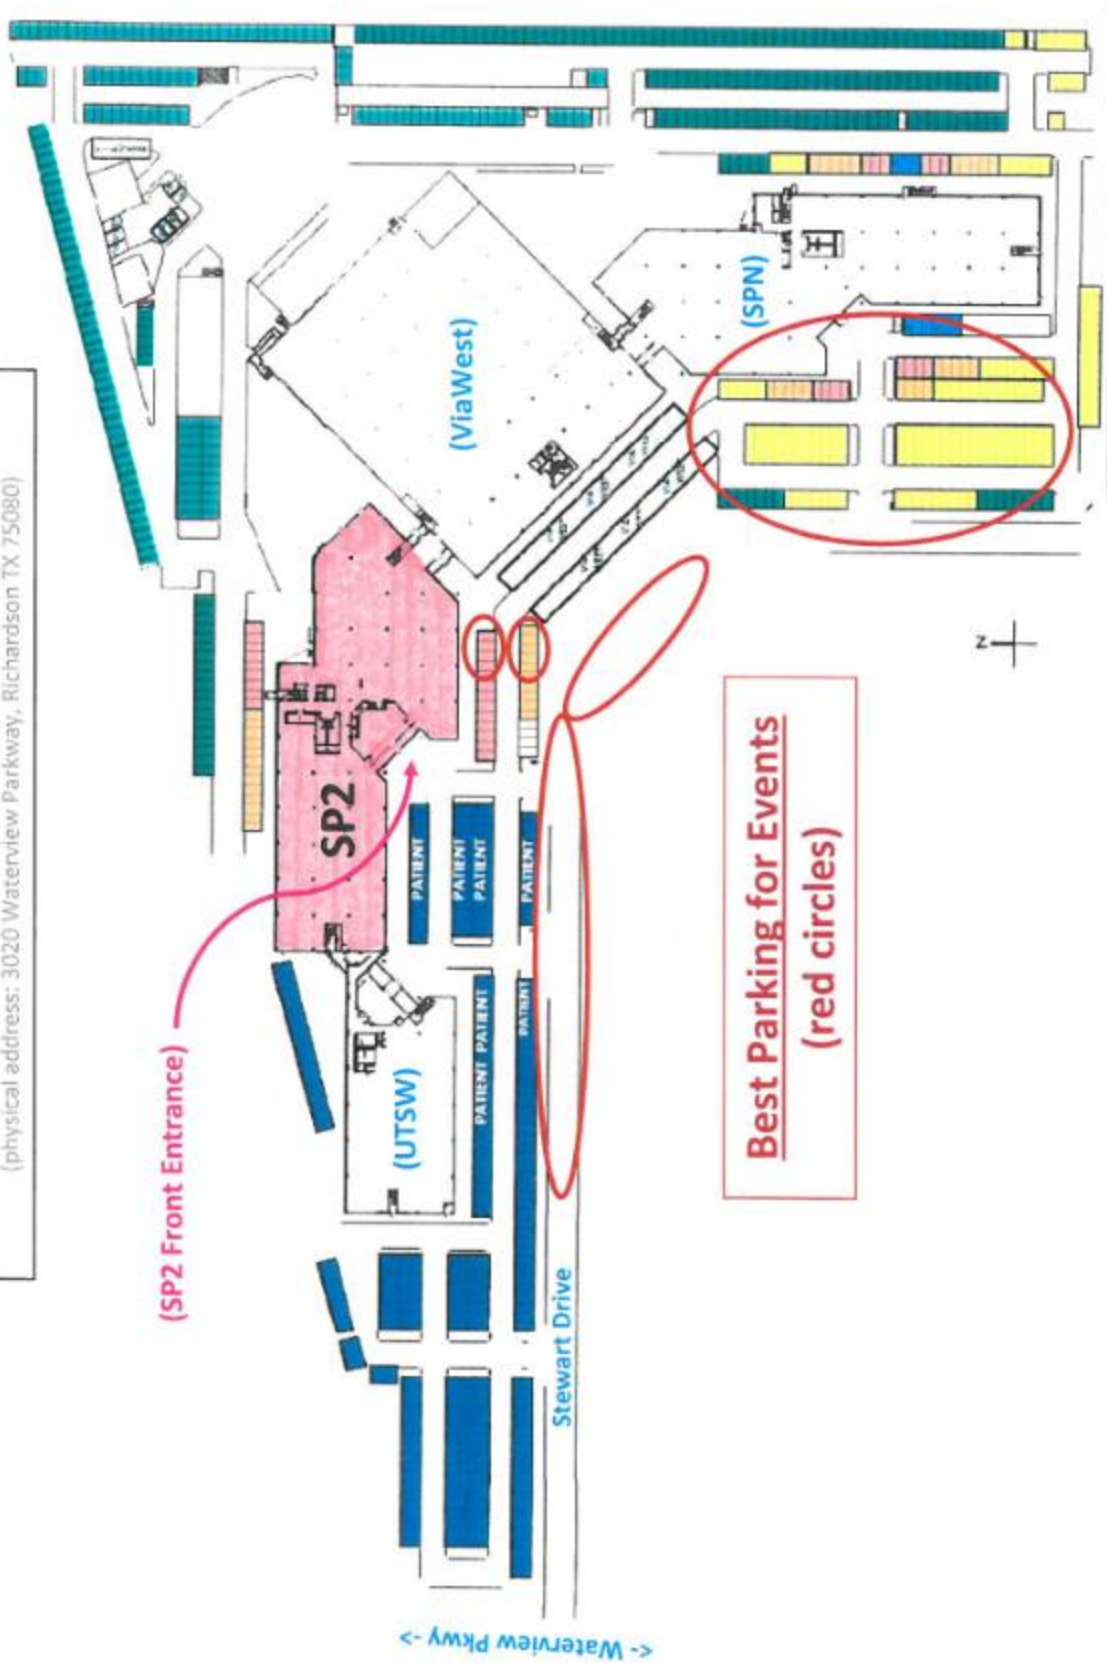 (physical address: 3020 Waterview Parkway, Richardson TX 75080)
(SP2 Front Entrance)
(UTSW)
SP2
(ViaWest)
(SPN)
PATIENT
PATIENT
PATIENT
PATIENT
PATIENT PATIENT
PATIENT
Stewart Drive
<- Waterview Pkwy ->
Z
Best Parking for Events
(red circles)